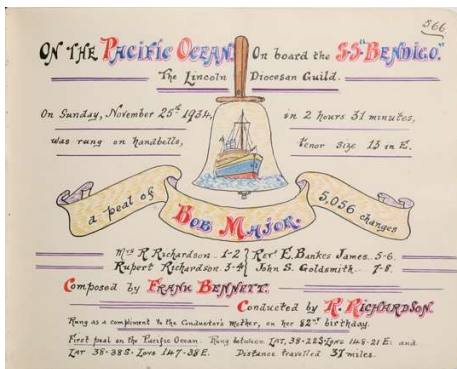 566
ON THE PACIFIC OCEAN. On board the S·S·"BENDIGO."
The Lincoln Diocesan Guild.
On Sunday, November 25th 1934, in 2 hours 31 minutes,
was rung on handbells, tenor size 13 in E.
a peal of BOB MAJOR. 5,056 changes
Mrs R Richardson.. 1-2 Revd E. Bankes James. 5-6.
Rupert Richardson. 3-4 John S. Goldsmith.. 7-8.
Composed by FRANK BENNETT.
Conducted by R. RICHARDSON.
Rung as a compliment to the Conductor's mother, on her 82nd birthday.
First peal on the Pacific Ocean. Rung between LAT. 38-22S·LONG 148-21 E: and
LAT 38-38S·LONG 147-38E. Distance travelled 37 miles.